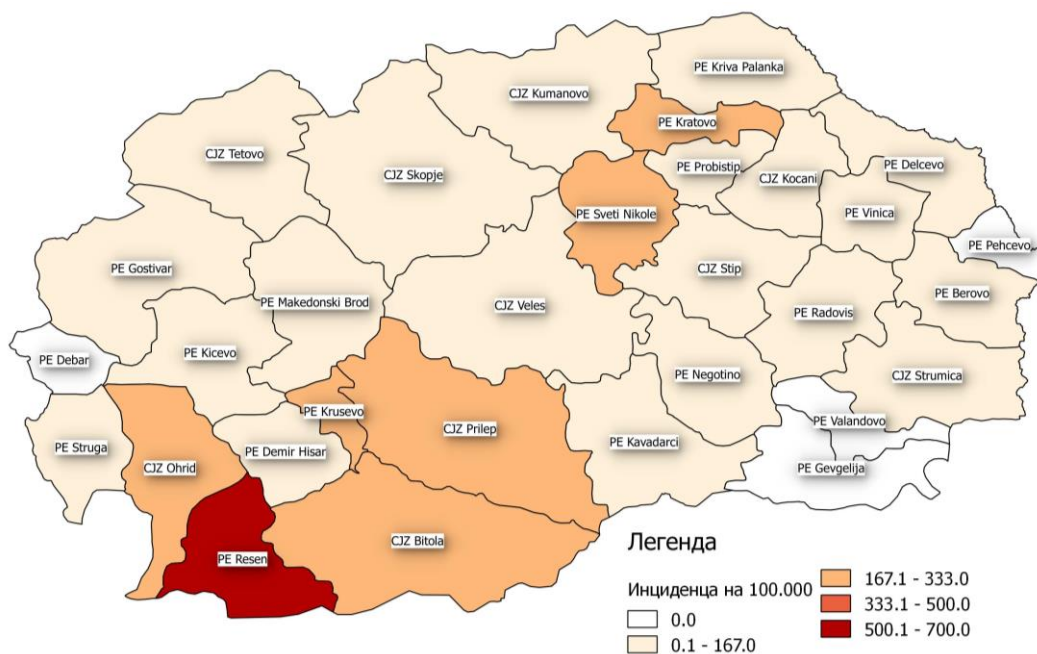 PE Kriva Palanka
CJZ Kumanovo
PE Kratovo
CJZ Tetovo
CJZ Skopje
PE Probistip
PE Delcevo
CJZ Kocani
PE Sveti Nikole
PE Vinica
PE Pehcevo
PE Gostivar
CJZ Stip
PE Makedonski Brod
CJZ Veles
PE Berovo
PE Radovis
PE Debar
PE Kicevo
PE Negotino
CJZ Strumica
PE Krusevo
PE Valandovo
CJZ Prilep
PE Struga
PE Demir Hisar
PE Kavadarci
CJZ Ohrid
PE Gevgelija
CJZ Bitola
PE Resen
Легенда
Инциденца на 100.000
0.0
0.1 - 167.0
167.1 - 333.0
333.1 - 500.0
500.1 - 700.0